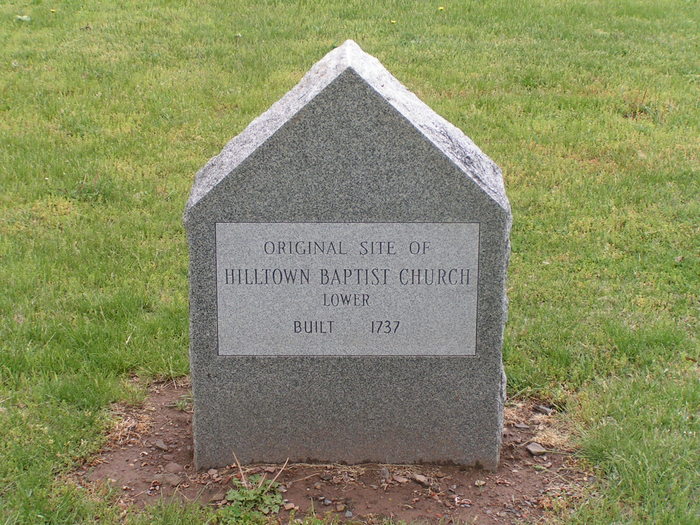 ORIGINAL SITE OF
HILLTOWN BAPTIST CHURCH
LOWER
BUILT 1737